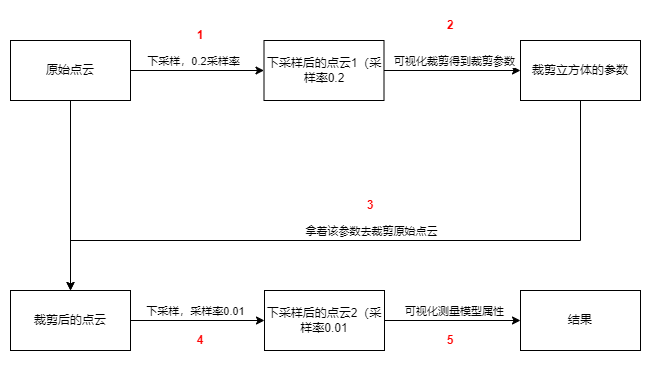 1
2
原始点云
下采样，0.2采样率
下采样后的点云1（采
样率0.2
可视化裁剪得到裁剪参数
裁剪立方体的参数
3
拿着该参数去裁剪原始点云
裁剪后的点云
下采样，采样率0.01
下采样后的点云2（采
样率0.01
可视化测量模型属性
结果
4
5